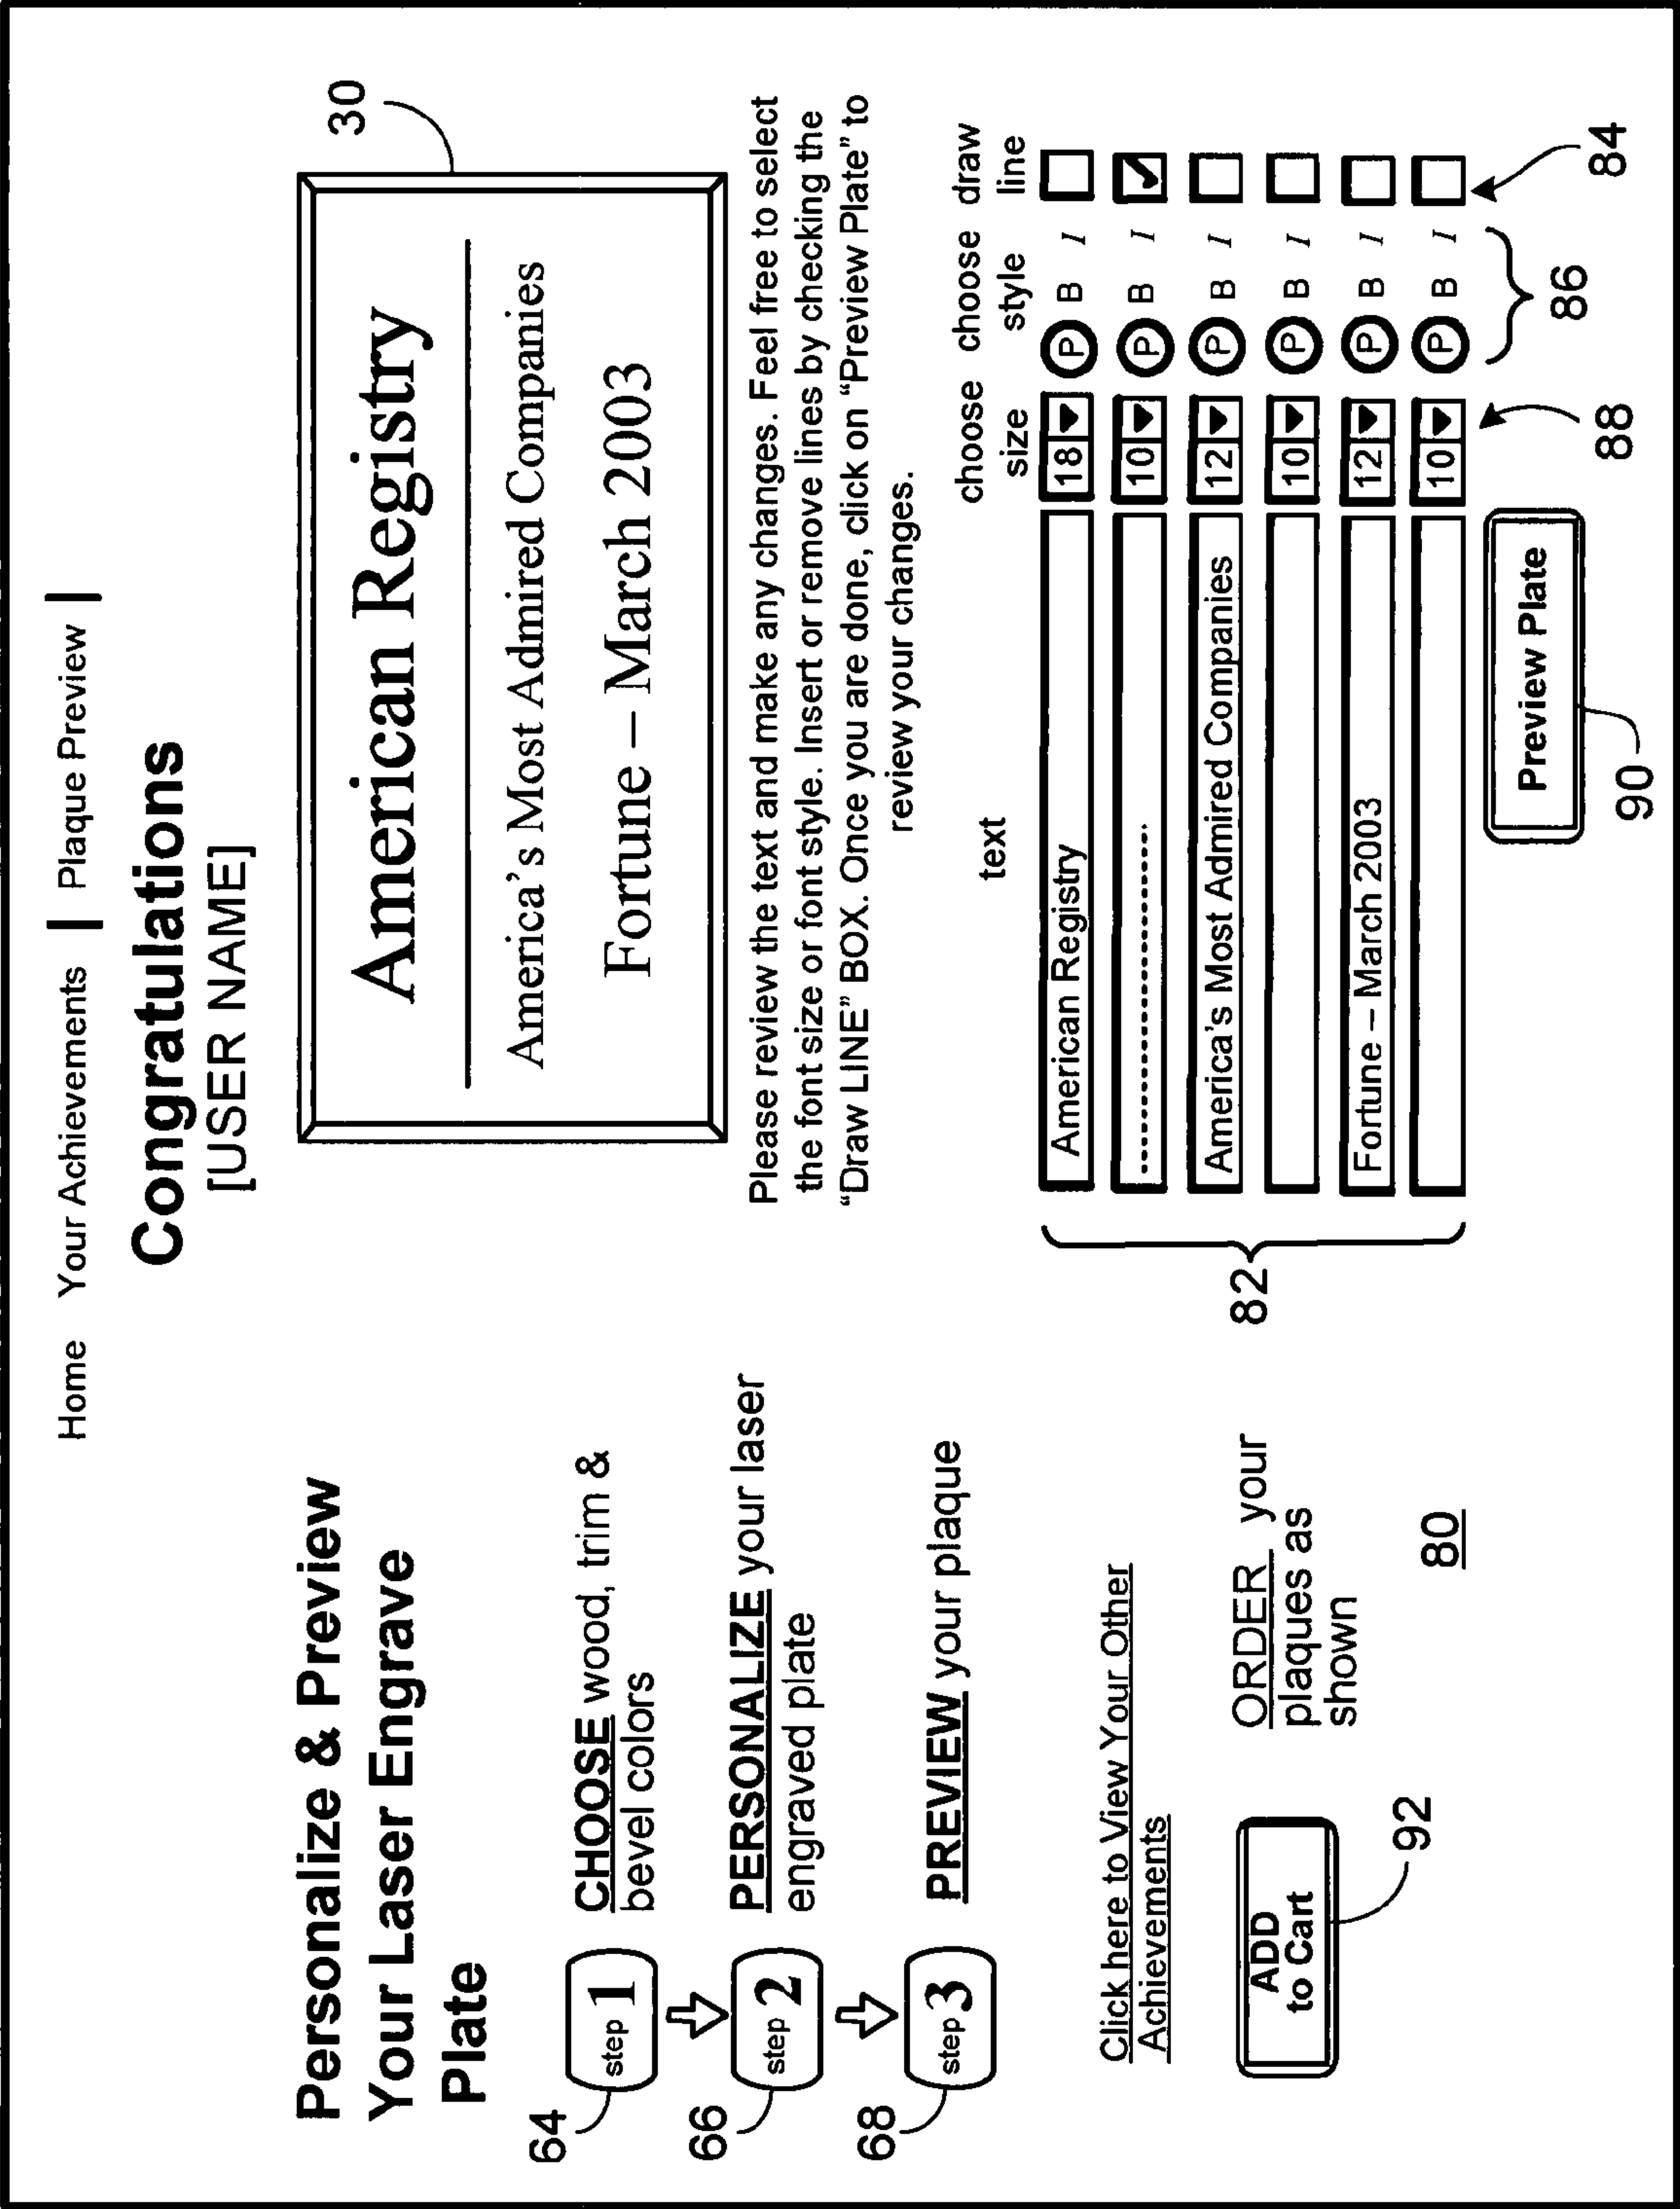 Home Your Achievements | Plaque Preview |
Congratulations
[USER NAME]
Personalize & Preview
Your Laser Engrave
Plate
64
step 1
CHOOSE wood, trim &
bevel colors
66
step 2
PERSONALIZE your laser
engraved plate
68
step 3
PREVIEW your plaque
Click here to View Your Other
Achievements
ADD
to Cart
92
ORDER your
plaques as
shown
80
30
American Registry
America's Most Admired Companies
Fortune – March 2003
Please review the text and make any changes. Feel free to select
the font size or font style. Insert or remove lines by checking the
“Draw LINE” BOX. Once you are done, click on “Preview Plate” to
review your changes.
text choose size choose style draw line
American Registry 18 P B I
10 P B I
America's Most Admired Companies 12 P B I
10 P B I
Fortune – March 2003 12 P B I
10 P B I
82
88
86
84
Preview Plate
90